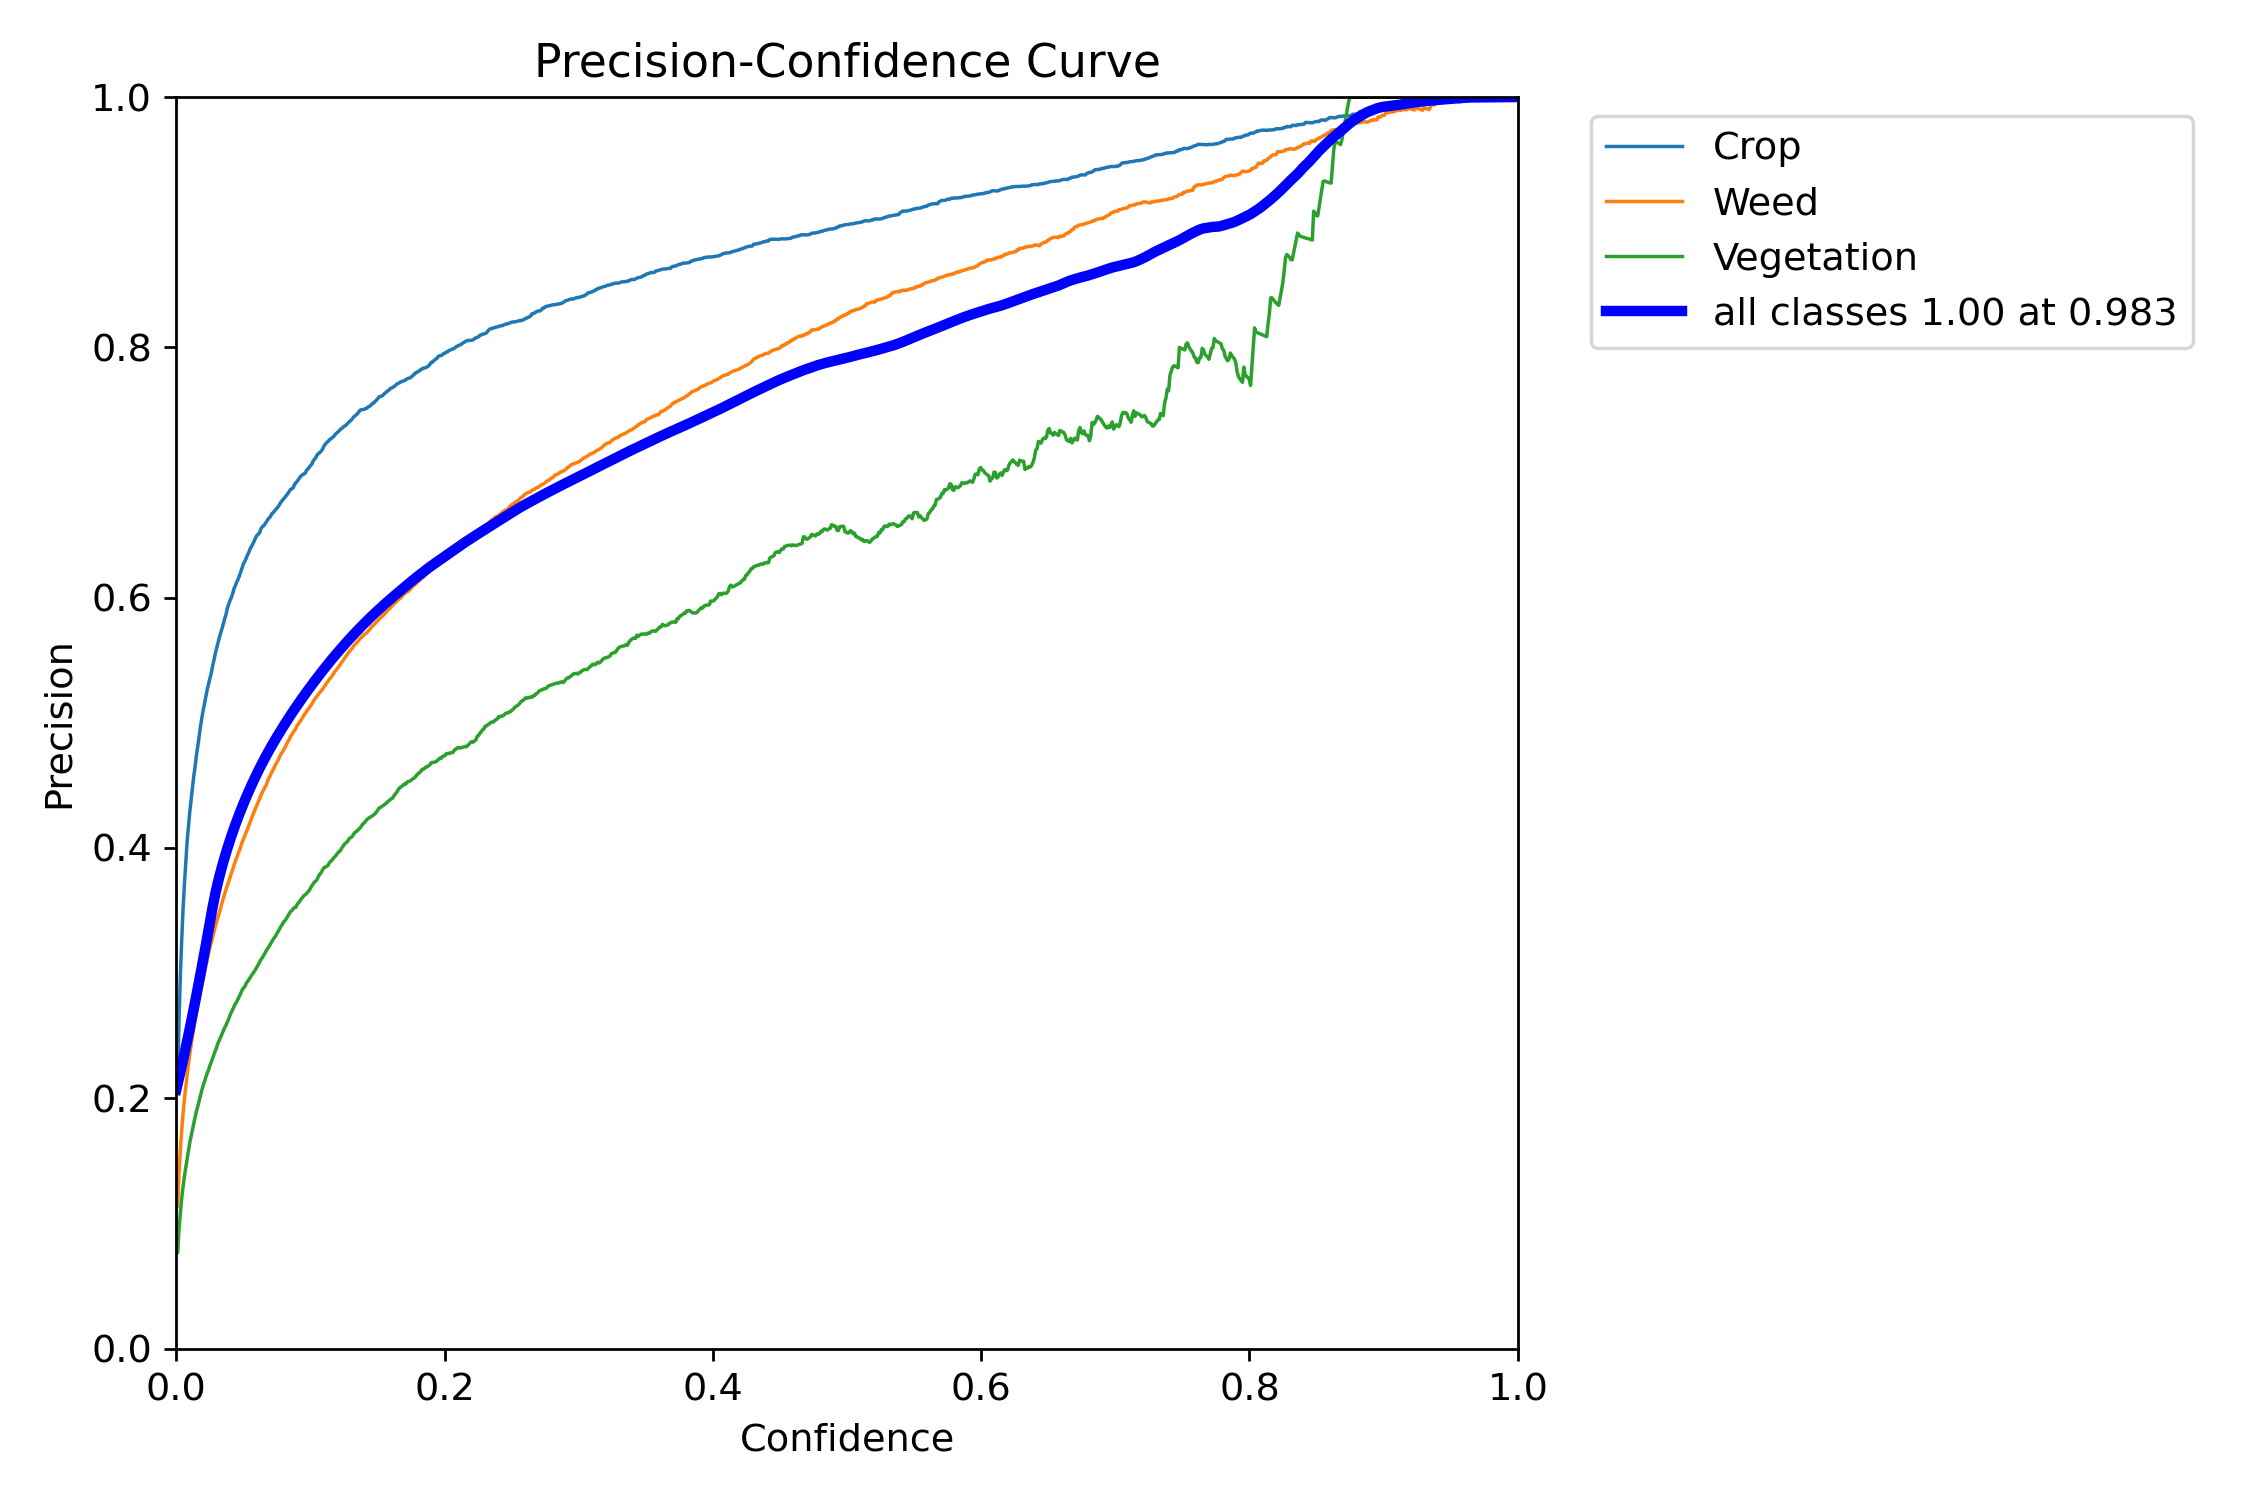 Precision-Confidence Curve
1.0
0.8
0.6
0.4
0.2
0.0
Precision
0.0 0.2 0.4 0.6 0.8 1.0
Confidence
Crop
Weed
Vegetation
all classes 1.00 at 0.983